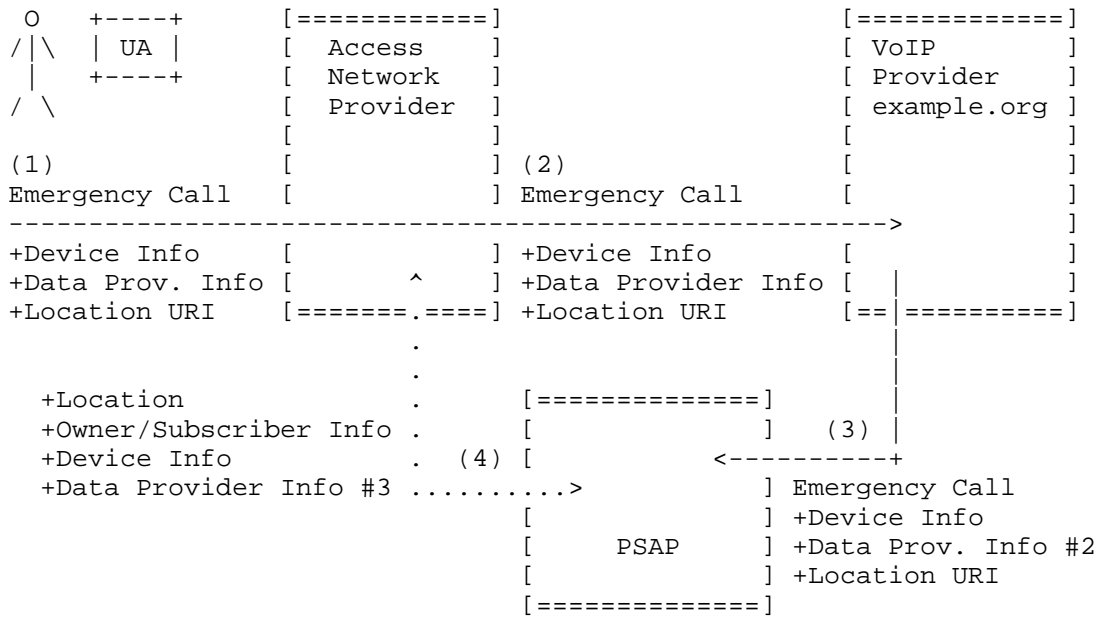 O   +----+      [============]                      [=============]
/|\  | UA |      [  Access    ]                      [ VoIP        ]
 |   +----+      [  Network   ]                      [ Provider    ]
/ \              [  Provider  ]                      [ example.org ]
                 [            ]                      [             ]
(1)              [            ] (2)                  [             ]
Emergency Call   [            ] Emergency Call       [             ]
------------------------------------------------------->           ]
+Device Info     [            ] +Device Info         [             ]
+Data Prov. Info [       ^    ] +Data Provider Info [  |          ]
+Location URI    [=======.====] +Location URI        [==|==========]
                         .                              |
                         .                              |
  +Location              .      [==============]        |
  +Owner/Subscriber Info .      [              ]   (3)  |
  +Device Info           .  (4) [           <----------+
  +Data Provider Info #3 ..........>           ] Emergency Call
                                [              ] +Device Info
                                [     PSAP     ] +Data Prov. Info #2
                                [              ] +Location URI
                                [==============]